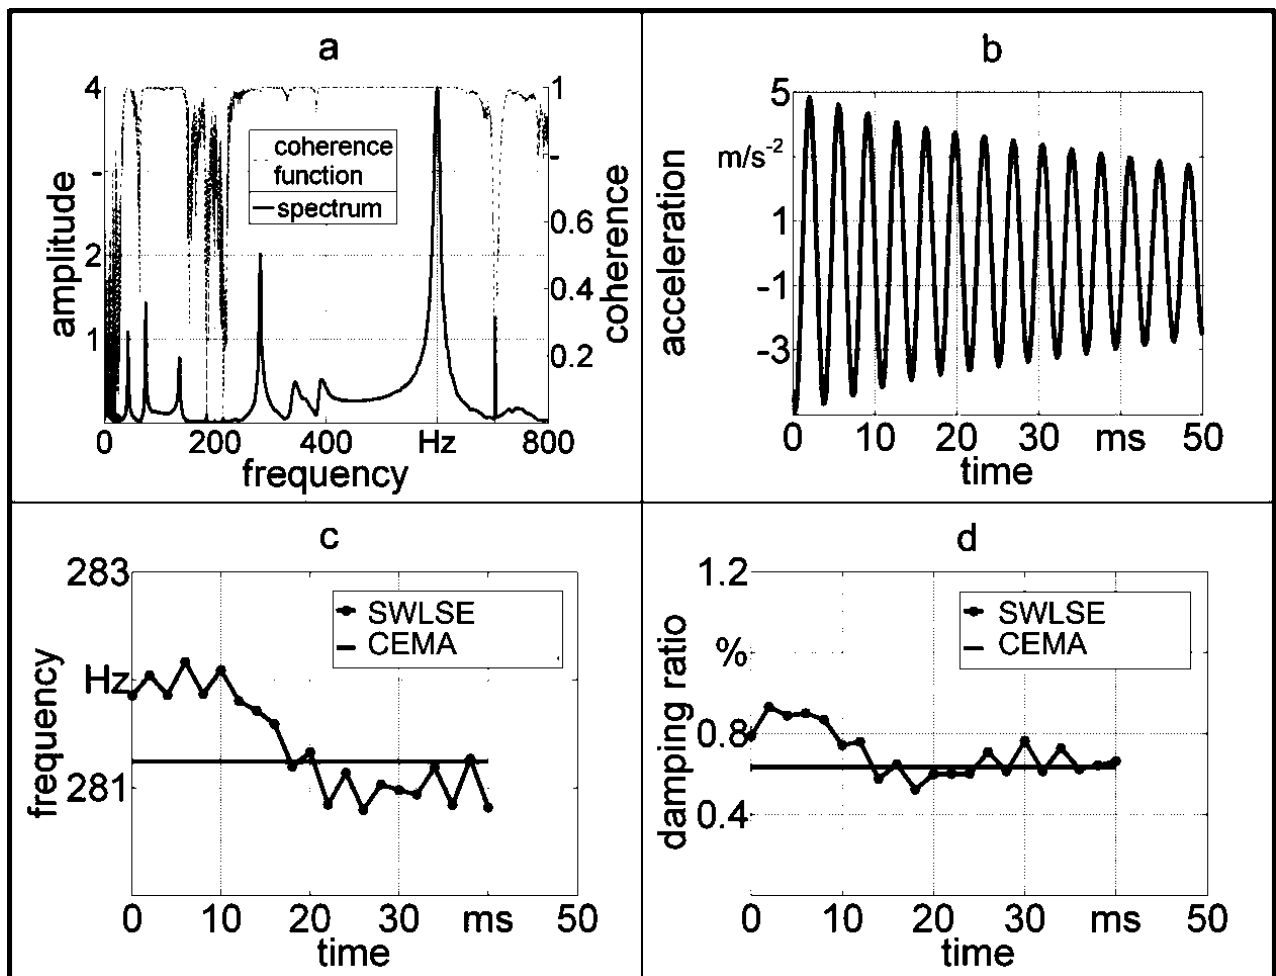 a
4
2
1
amplitude
coherence
function
spectrum
1
0.6
0.4
0.2
coherence
0
200
400
Hz
800
frequency
b
5
m/s-2
1
-1
-3
acceleration
0
10
20
30
ms
50
time
c
283
Hz
281
frequency
SWLSE
CEMA
0
10
20
30
ms
50
time
d
1.2
%
0.8
0.4
damping ratio
SWLSE
CEMA
0
10
20
30
ms
50
time